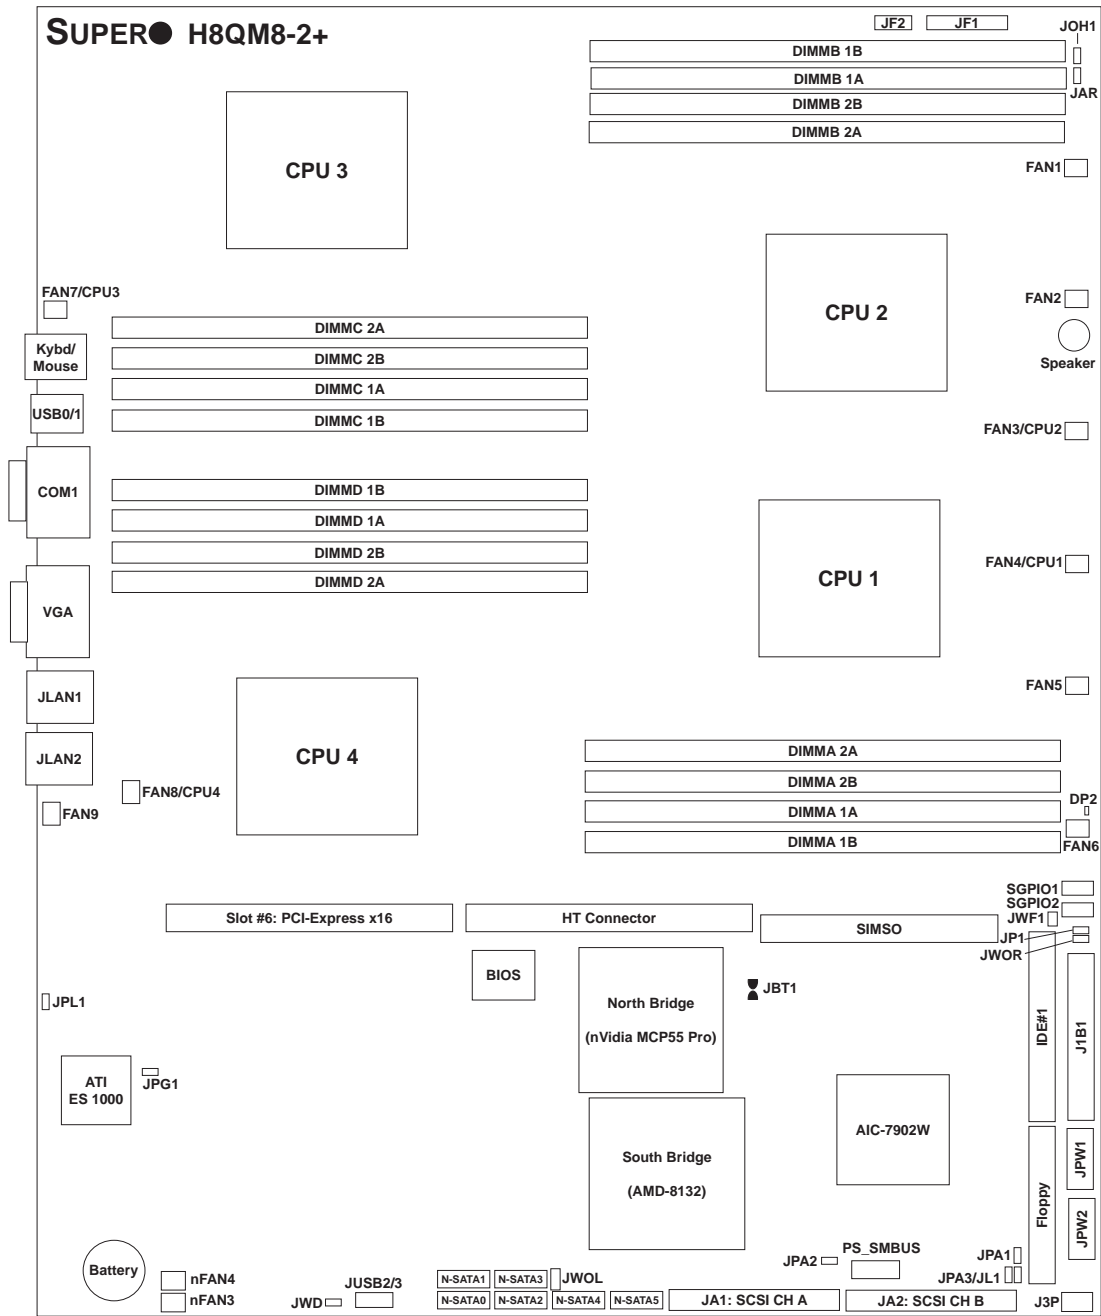 SUPER● H8QM8-2+
JF2
JF1
JOH1
DIMMB 1B
DIMMB 1A
JAR
DIMMB 2B
DIMMB 2A
CPU 3
FAN1
FAN7/CPU3
CPU 2
FAN2
Speaker
Kybd/
Mouse
DIMMC 2A
DIMMC 2B
DIMMC 1A
DIMMC 1B
USB0/1
FAN3/CPU2
COM1
DIMMD 1B
DIMMD 1A
DIMMD 2B
DIMMD 2A
CPU 1
FAN4/CPU1
VGA
JLAN1
FAN5
JLAN2
CPU 4
FAN8/CPU4
FAN9
DIMMA 2A
DIMMA 2B
DIMMA 1A
DIMMA 1B
DP2
FAN6
SGPIO1
SGPIO2
JWF1
JP1
JWOR
Slot #6: PCI-Express x16
HT Connector
SIMSO
BIOS
North Bridge
(nVidia MCP55 Pro)
JBT1
IDE#1
J1B1
JPL1
ATI
ES 1000
JPG1
AIC-7902W
South Bridge
(AMD-8132)
Floppy
JPW1
JPW2
Battery
nFAN4
nFAN3
JWD
JUSB2/3
N-SATA1
N-SATA3
JWOL
N-SATA0
N-SATA2
N-SATA4
N-SATA5
JPA2
PS_SMBUS
JPA1
JPA3/JL1
JA1: SCSI CH A
JA2: SCSI CH B
J3P